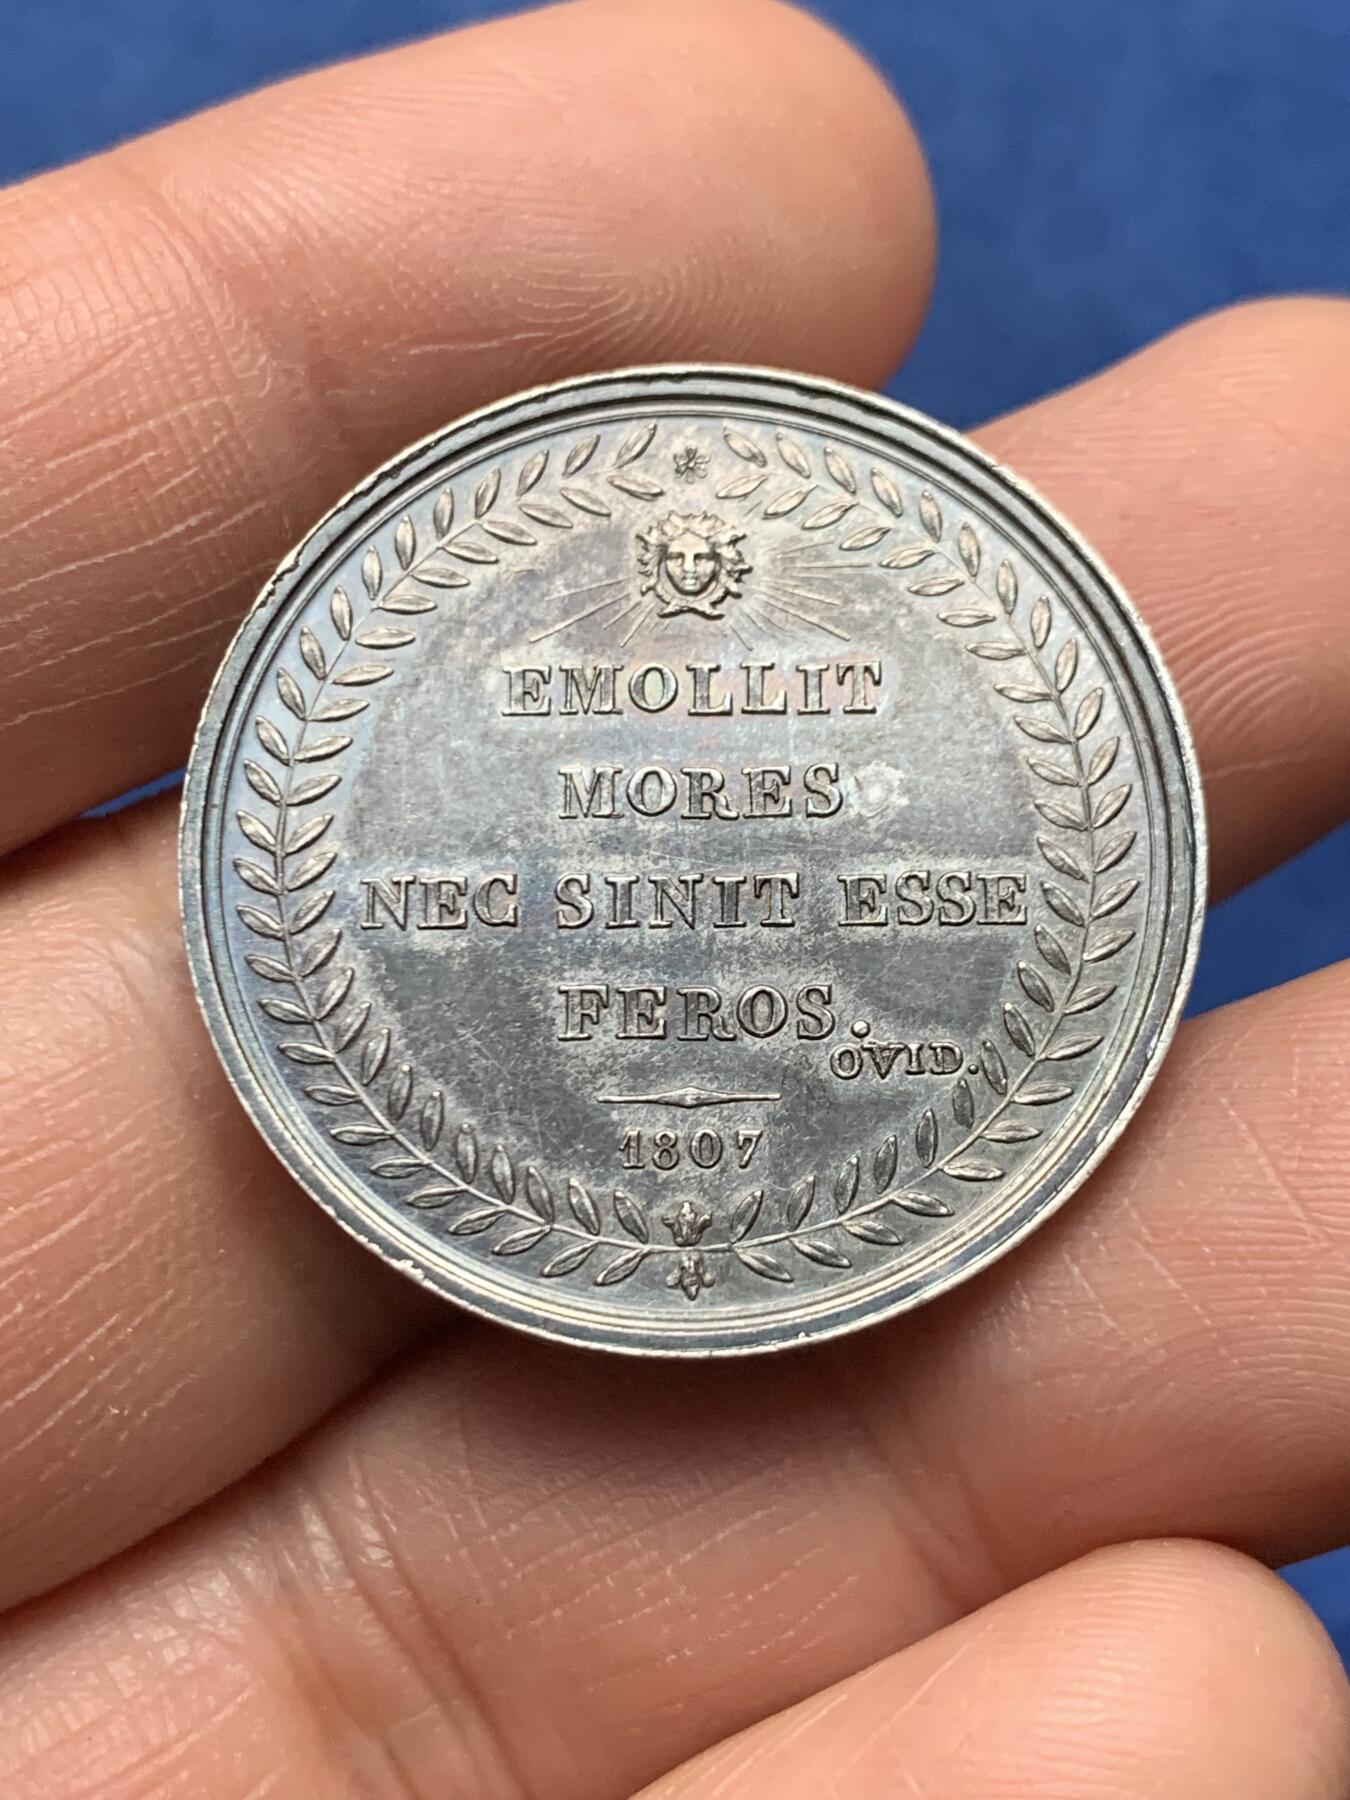 EMOLLIT
MORES
NEC SINIT ESSE
FEROS.
OVID.
1807